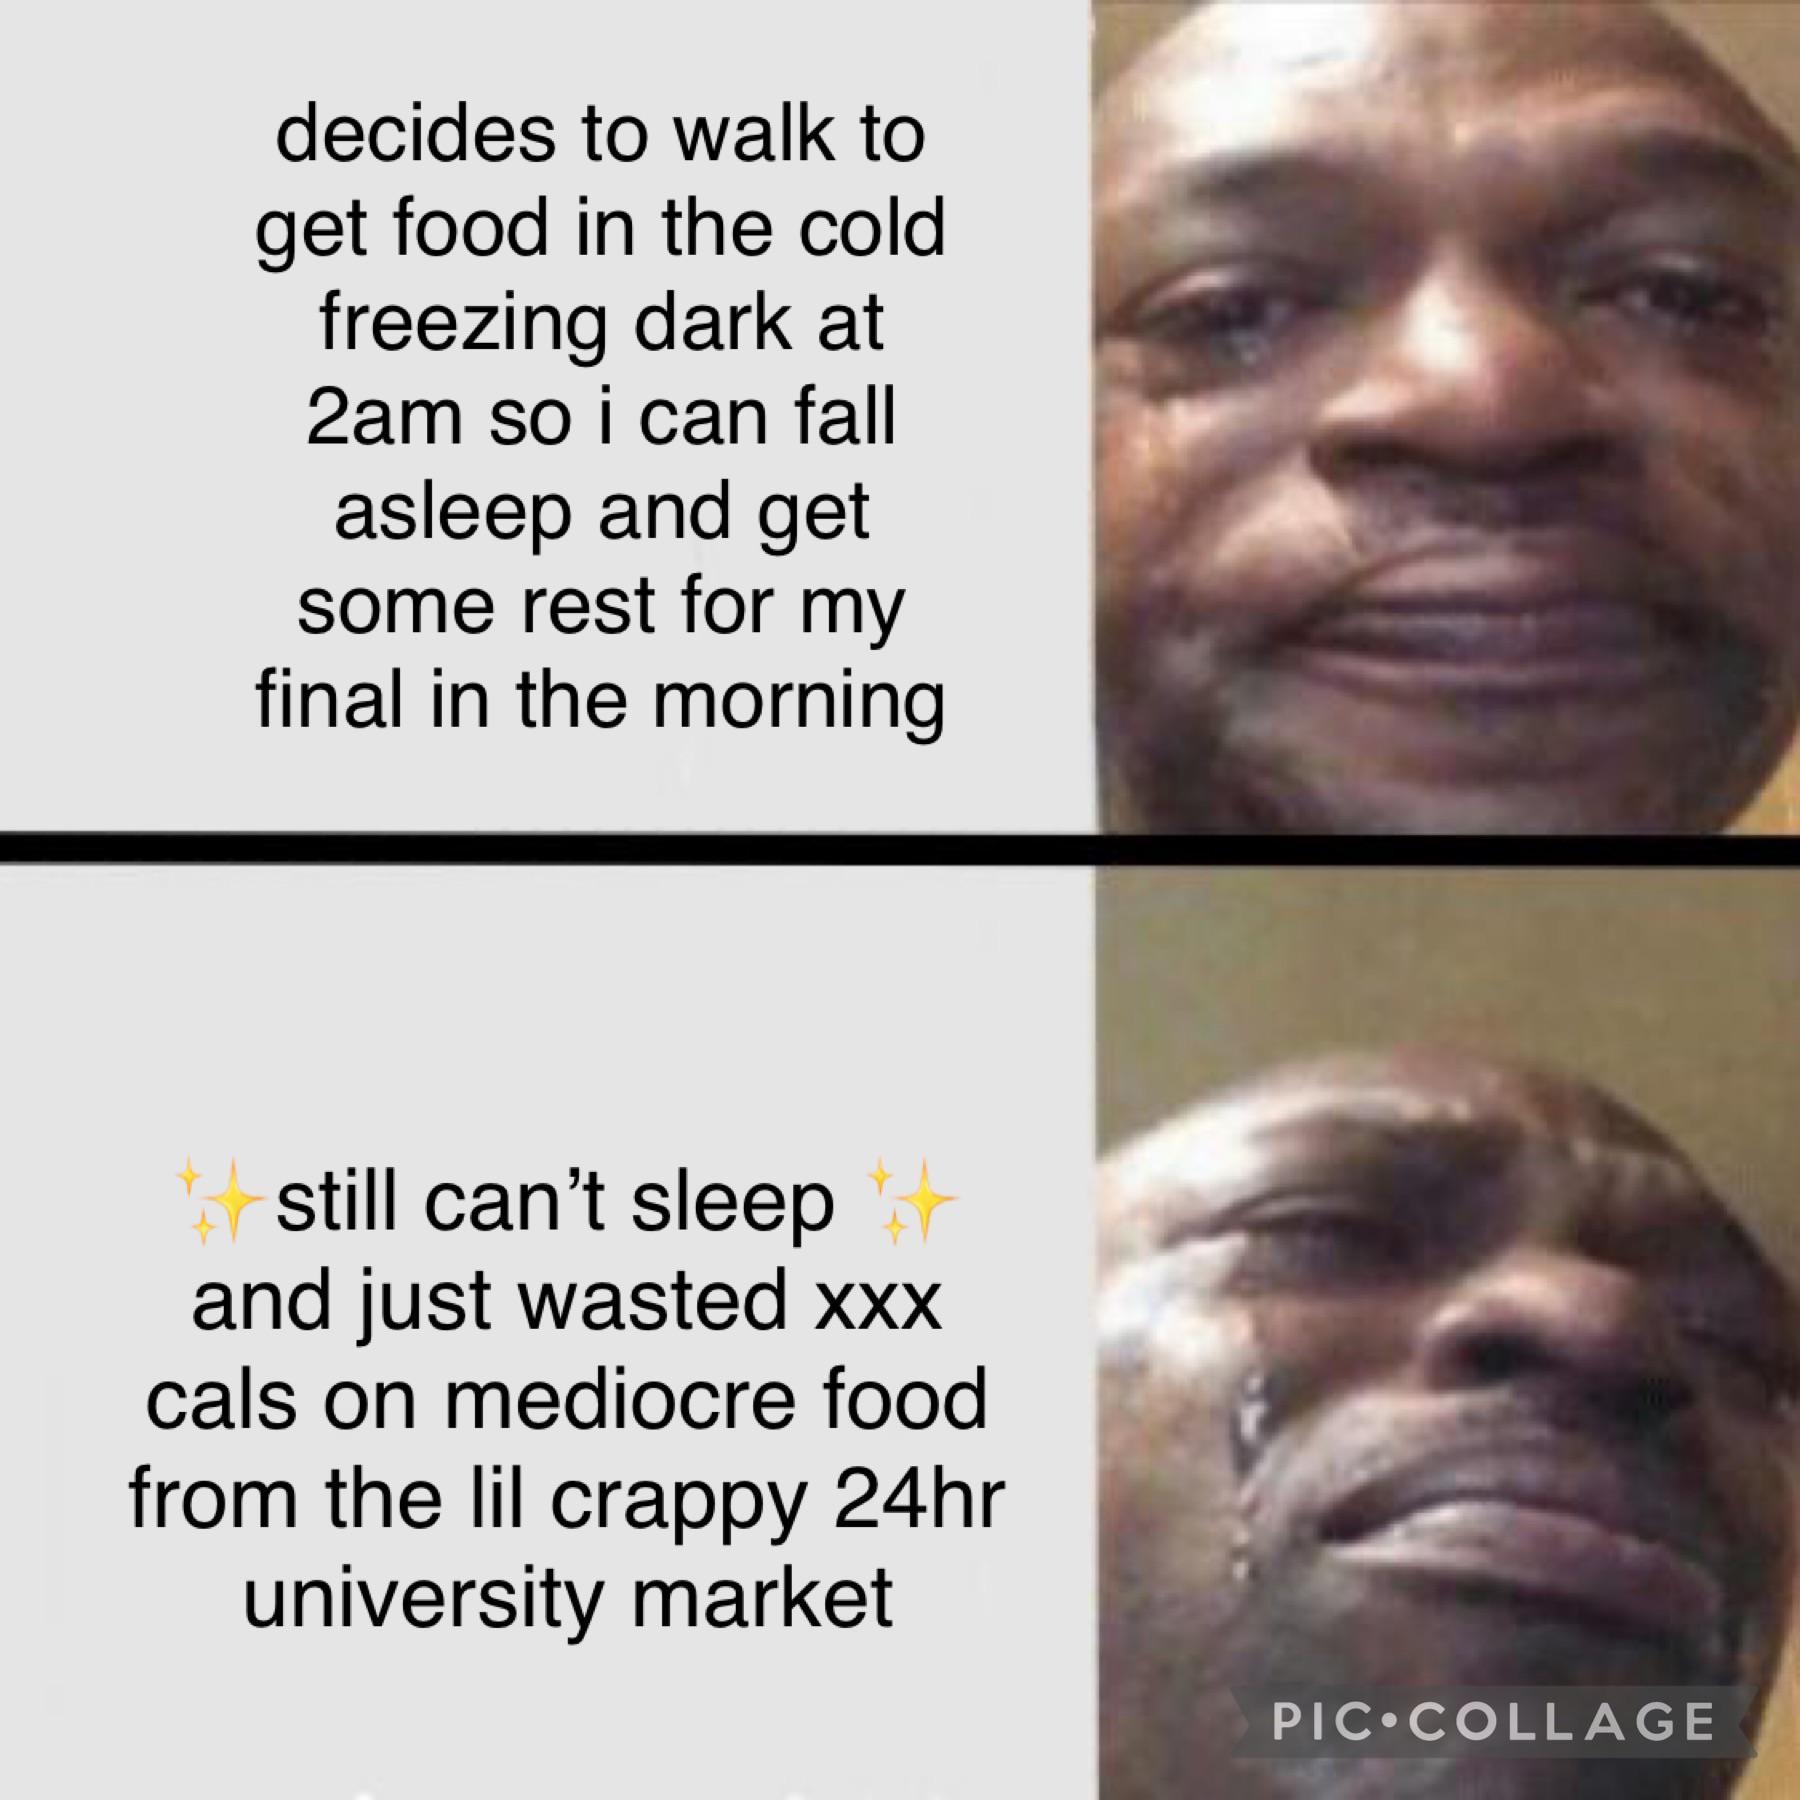 decides to walk to
get food in the cold
freezing dark at
2am so i can fall
asleep and get
some rest for my
final in the morning
✨still can’t sleep ✨
and just wasted xxx
cals on mediocre food
from the lil crappy 24hr
university market
PIC•COLLAGE